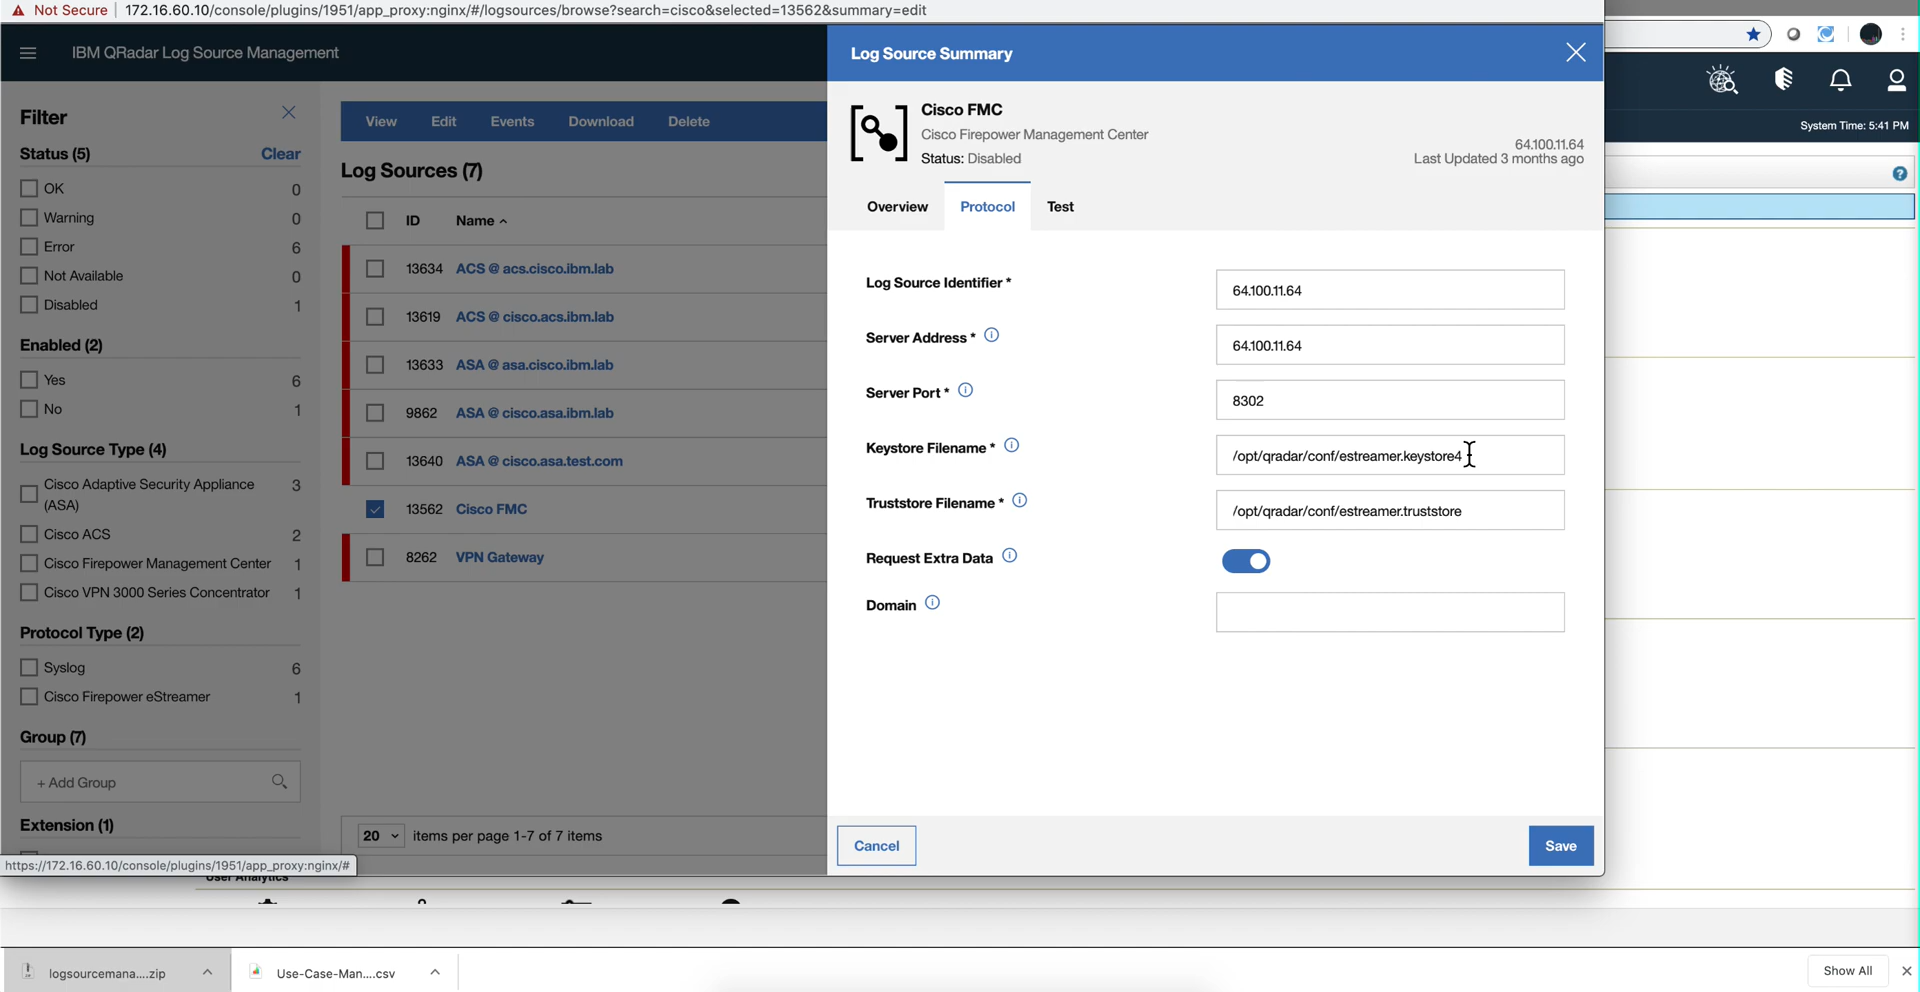 Not Secure | 172.16.60.10/console/plugins/1951/app_proxy:nginx/#/logsources/browse?search=cisco&selected=13562&summary=edit
IBM QRadar Log Source Management
System Time: 5:41 PM
Filter
Status (5) Clear
OK 0
Warning 0
Error 6
Not Available 0
Disabled 1
Enabled (2)
Yes 6
No 1
Log Source Type (4)
Cisco Adaptive Security Appliance 3
(ASA)
Cisco ACS 2
Cisco Firepower Management Center 1
Cisco VPN 3000 Series Concentrator 1
Protocol Type (2)
Syslog 6
Cisco Firepower eStreamer 1
Group (7)
+ Add Group
Extension (1)
https://172.16.60.10/console/plugins/1951/app_proxy:nginx/#
View Edit Events Download Delete
Log Sources (7)
ID Name
13634 ACS @ acs.cisco.ibm.lab
13619 ACS @ cisco.acs.ibm.lab
13633 ASA @ asa.cisco.ibm.lab
9862 ASA @ cisco.asa.ibm.lab
13640 ASA @ cisco.asa.test.com
13562 Cisco FMC
8262 VPN Gateway
20 items per page 1-7 of 7 items
Log Source Summary
Cisco FMC
Cisco Firepower Management Center
Status: Disabled
64.100.11.64
Last Updated 3 months ago
Overview Protocol Test
Log Source Identifier * 64.100.11.64
Server Address * 64.100.11.64
Server Port * 8302
Keystore Filename * /opt/qradar/conf/estreamer.keystore4
Truststore Filename * /opt/qradar/conf/estreamer.truststore
Request Extra Data
Domain
Cancel Save
User Analytics
logsourcemana....zip
Use-Case-Man....csv
Show All